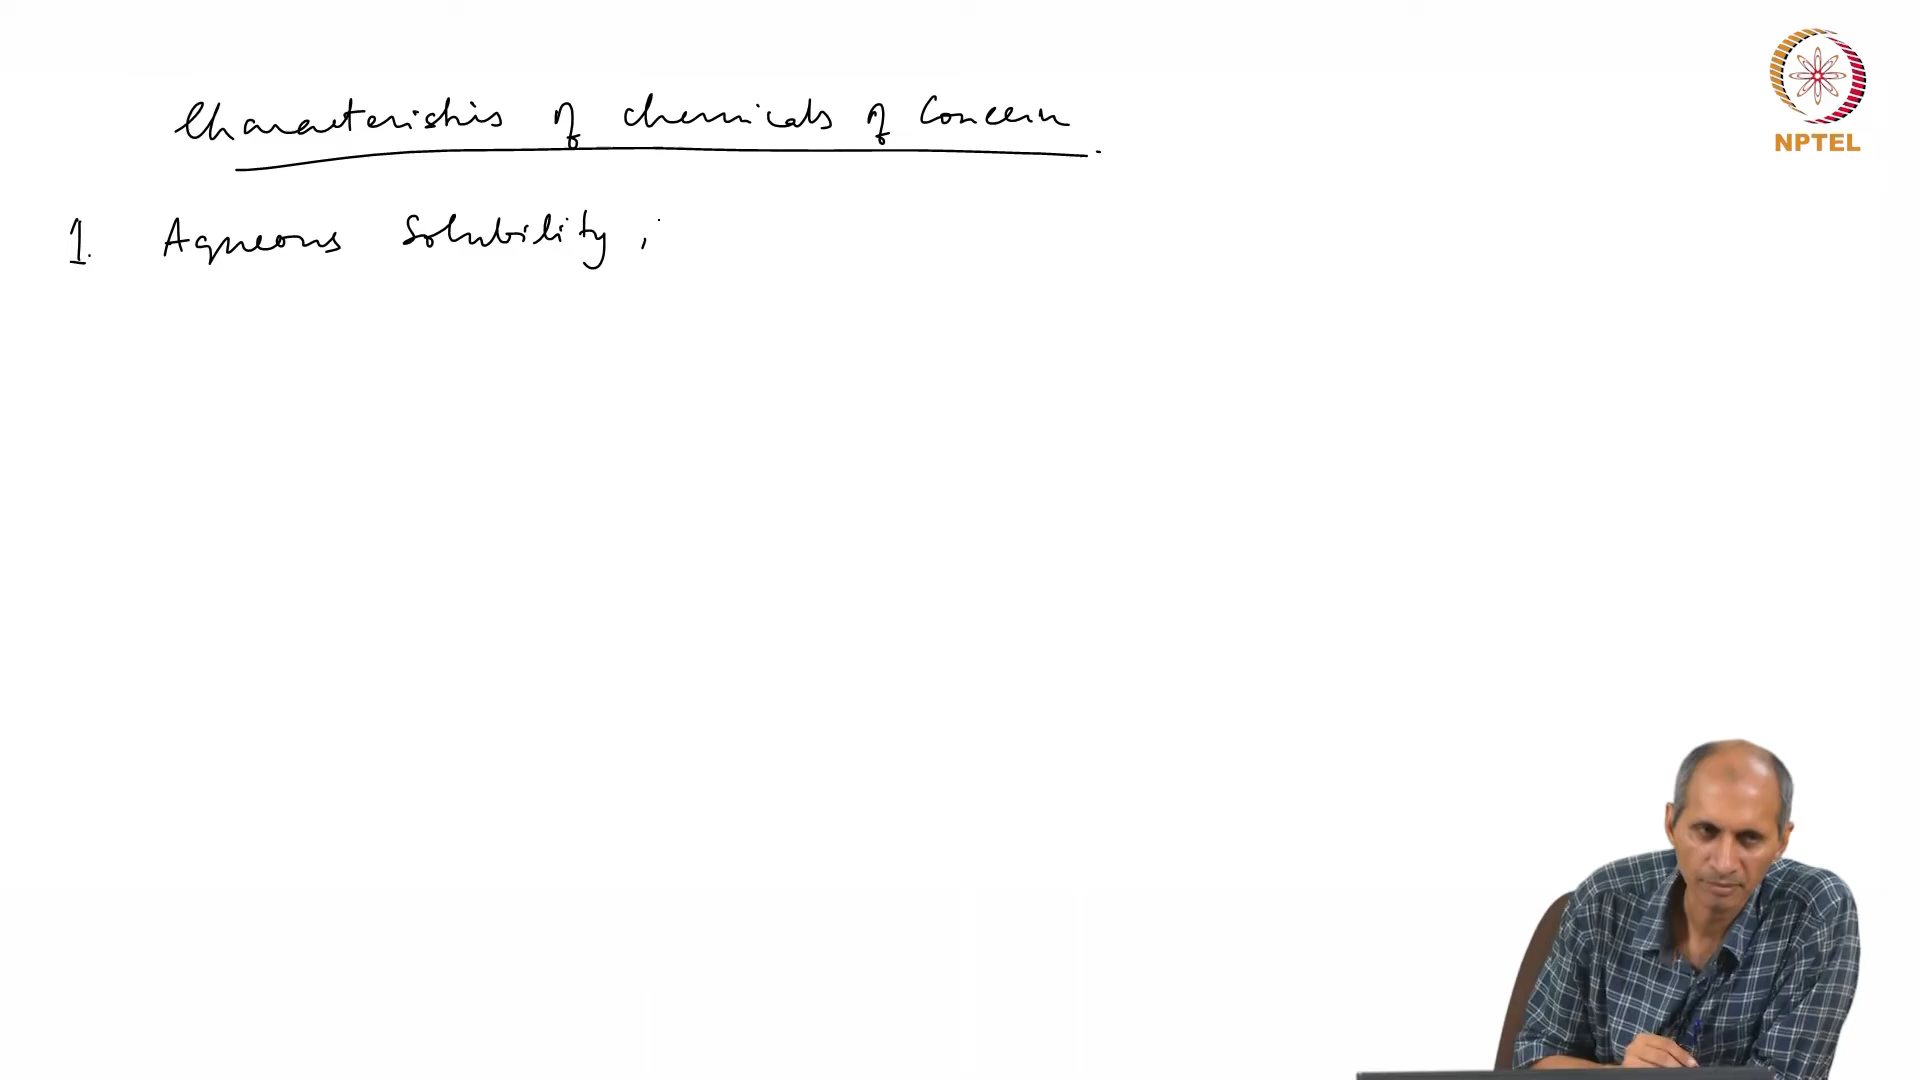 Characteristics of chemicals of concern.
NPTEL
1. Aqueous Solubility,